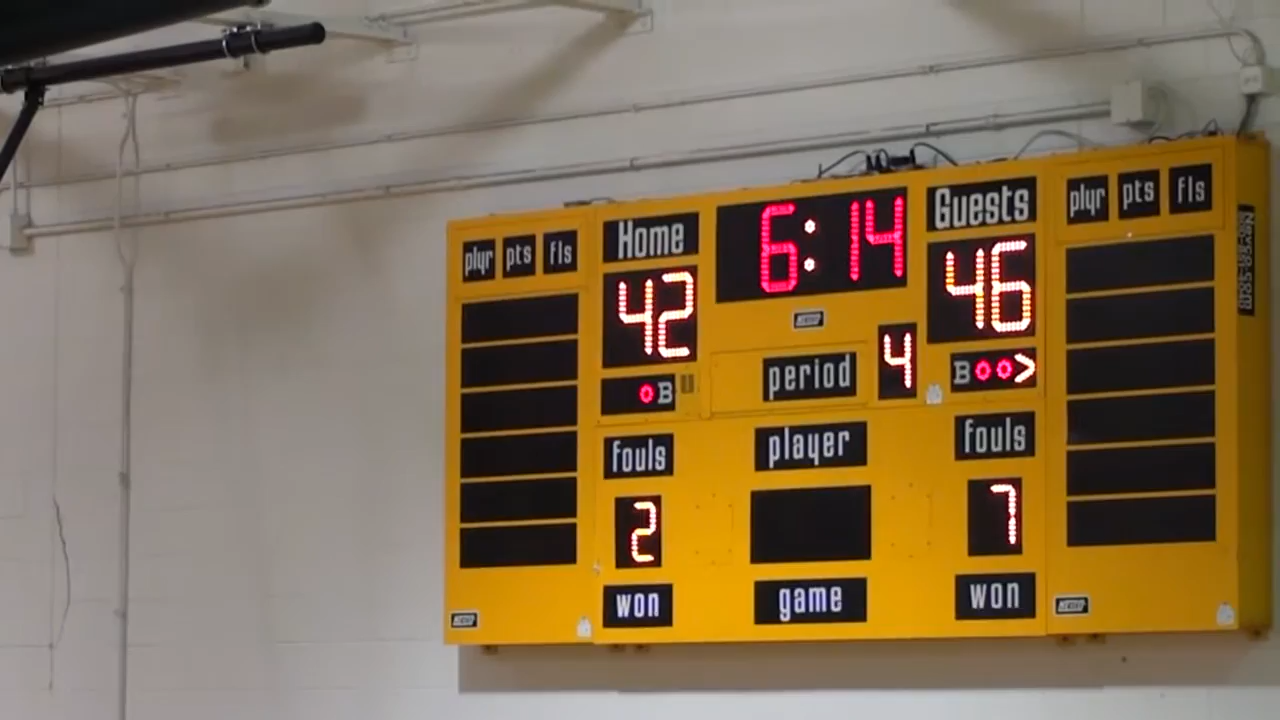 plyr pts fls
Home
42
6:14
Guests
46
plyr pts fls
period
4
B
B
>
fouls
2
player
fouls
7
won
game
won